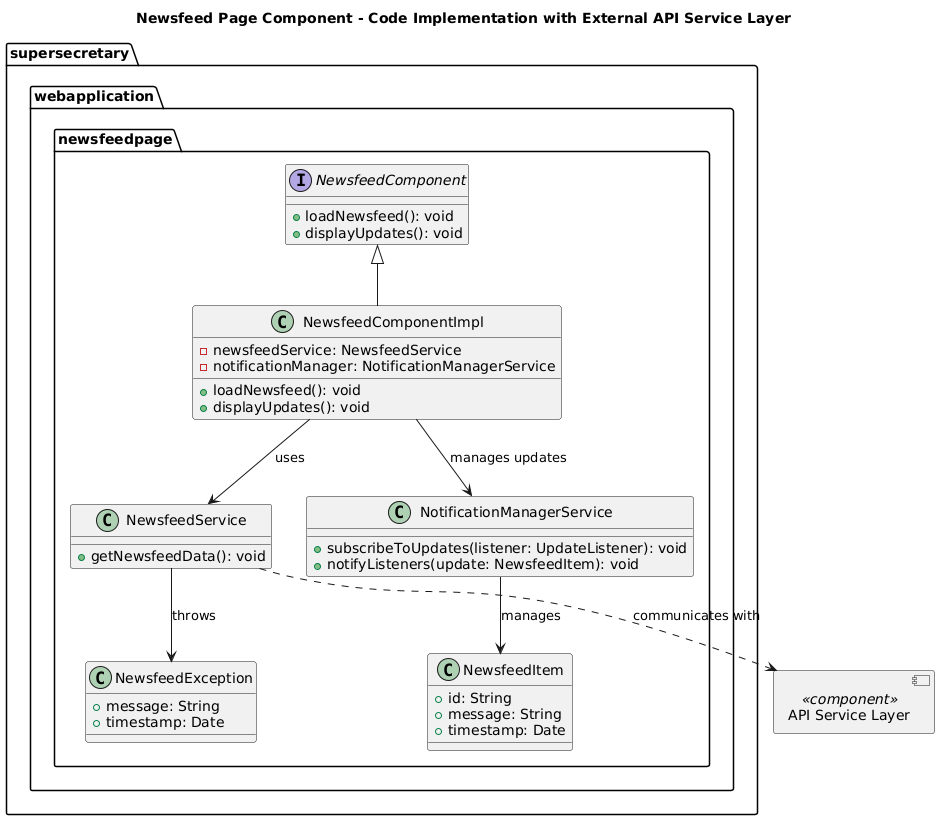 Newsfeed Page Component - Code Implementation with External API Service Layer
supersecretary
webapplication
newsfeedpage
I NewsfeedComponent
loadNewsfeed(): void
displayUpdates(): void
C NewsfeedComponentImpl
newsfeedService: NewsfeedService
notificationManager: NotificationManagerService
loadNewsfeed(): void
displayUpdates(): void
uses
manages updates
C NewsfeedService
getNewsfeedData(): void
C NotificationManagerService
subscribeToUpdates(listener: UpdateListener): void
notifyListeners(update: NewsfeedItem): void
throws
manages
communicates with
C NewsfeedException
message: String
timestamp: Date
C NewsfeedItem
id: String
message: String
timestamp: Date
«component»
API Service Layer